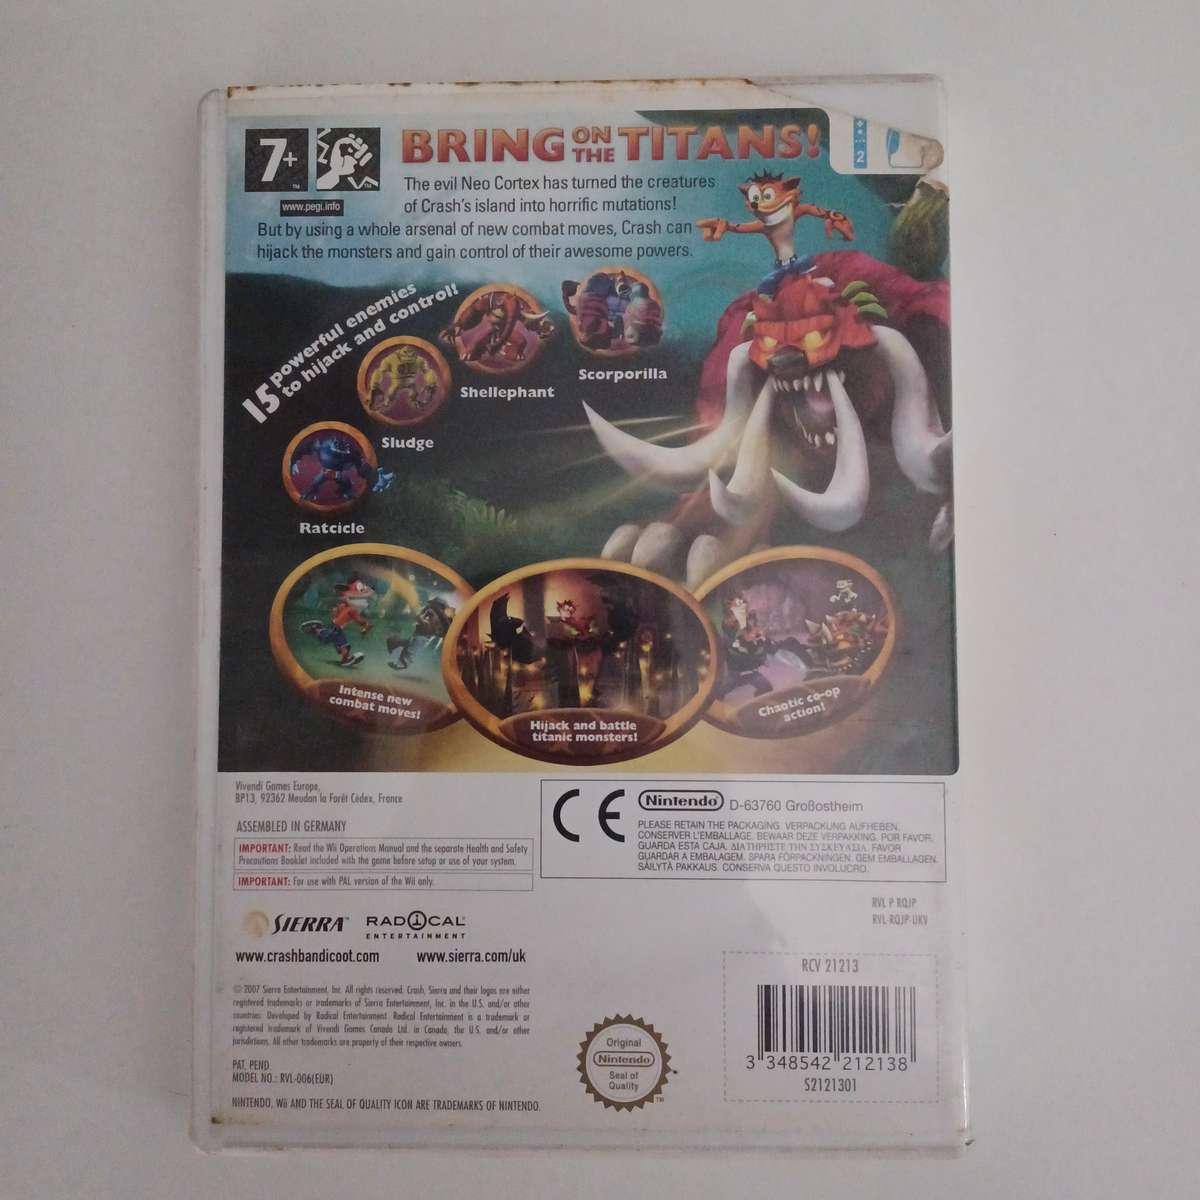 7+
™
™
www.pegi.info
BRING ON THE TITANS!
2
The evil Neo Cortex has turned the creatures
of Crash's island into horrific mutations!
But by using a whole arsenal of new combat moves, Crash can
hijack the monsters and gain control of their awesome powers.
15 powerful enemies
to hijack and control!
Scorporilla
Shellephant
Sludge
Ratcicle
Intense new
combat moves!
Hijack and battle
titanic monsters!
Chaotic co-op
action!
Vivendi Games Europe,
BP13, 92362 Meudon la Forêt Cédex, France
ASSEMBLED IN GERMANY
IMPORTANT: Read the Wii Operations Manual and the separate Health and Safety
Precautions Booklet included with the game before setup or use of your system.
IMPORTANT: For use with PAL version of the Wii only.
CE
Nintendo D-63760 Großostheim
PLEASE RETAIN THE PACKAGING. VERPACKUNG AUFHEBEN.
CONSERVER L'EMBALLAGE. BEWAAR DEZE VERPAKKING. POR FAVOR,
GUARDA ESTA CAJA. ΔΙΑΤΗΡΗΣΤΕ ΤΗΝ ΣΥΣΚΕΥΑΣΙΑ. FAVOR
GUARDAR A EMBALAGEM. SPARA FÖRPACKNINGEN. GEM EMBALLAGEN.
SÄILYTÄ PAKKAUS. CONSERVA QUESTO INVOLUCRO.
RVL P RQJP
RVL-RQJP-UKV
SIERRA™
RADICAL
ENTERTAINMENT
www.crashbandicoot.com
www.sierra.com/uk
© 2007 Sierra Entertainment, Inc. All rights reserved. Crash, Sierra and their logos are either
registered trademarks or trademarks of Sierra Entertainment, Inc. in the U.S. and/or other
countries. Developed by Radical Entertainment. Radical Entertainment is a trademark or
registered trademark of Vivendi Games Canada Ltd. in Canada, the U.S. and/or other
jurisdictions. All other trademarks are property of their respective owners.
PAT. PEND.
MODEL NO.: RVL-006(EUR)
NINTENDO, Wii AND THE SEAL OF QUALITY ICON ARE TRADEMARKS OF NINTENDO.
Original
Nintendo
Seal of
Quality
™
RCV 21213
3 348542 212138
S2121301